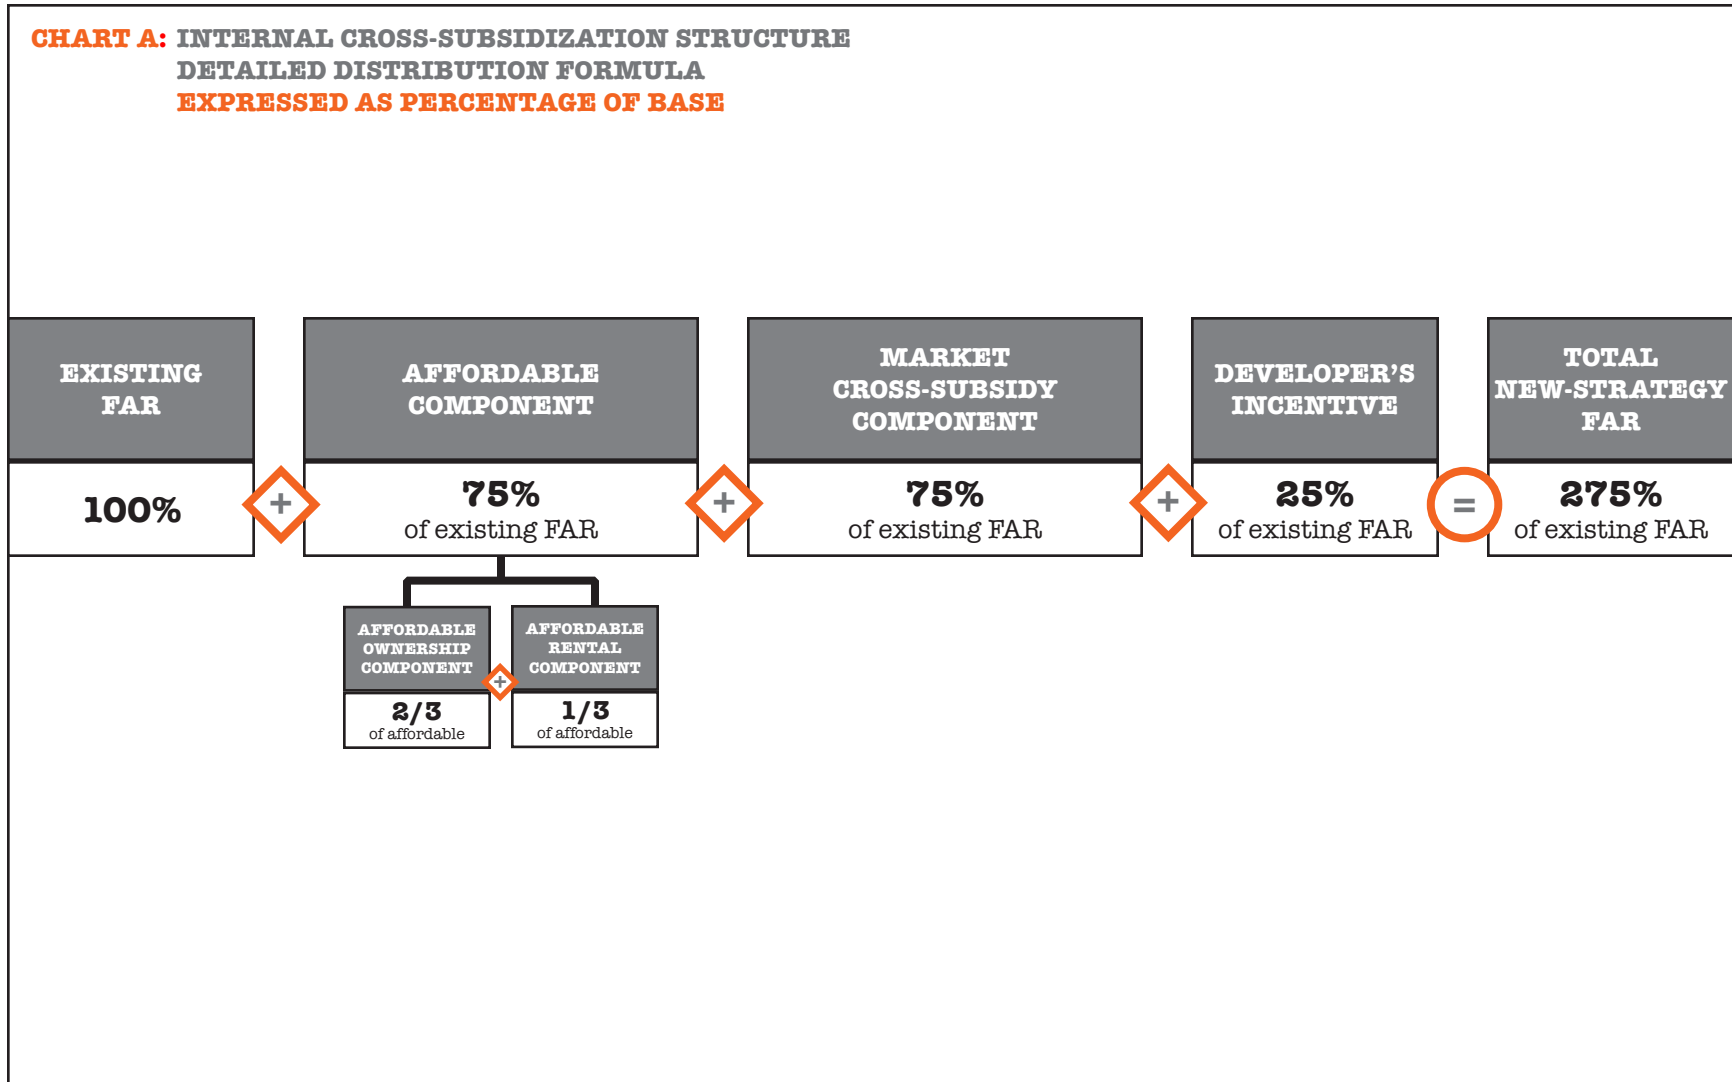 CHART A: INTERNAL CROSS-SUBSIDIZATION STRUCTURE
DETAILED DISTRIBUTION FORMULA
EXPRESSED AS PERCENTAGE OF BASE
EXISTING
FAR
100%
+
AFFORDABLE
COMPONENT
75%
of existing FAR
+
MARKET
CROSS-SUBSIDY
COMPONENT
75%
of existing FAR
+
DEVELOPER’S
INCENTIVE
25%
of existing FAR
=
TOTAL
NEW-STRATEGY
FAR
275%
of existing FAR
AFFORDABLE
OWNERSHIP
COMPONENT
2/3
of affordable
+
AFFORDABLE
RENTAL
COMPONENT
1/3
of affordable